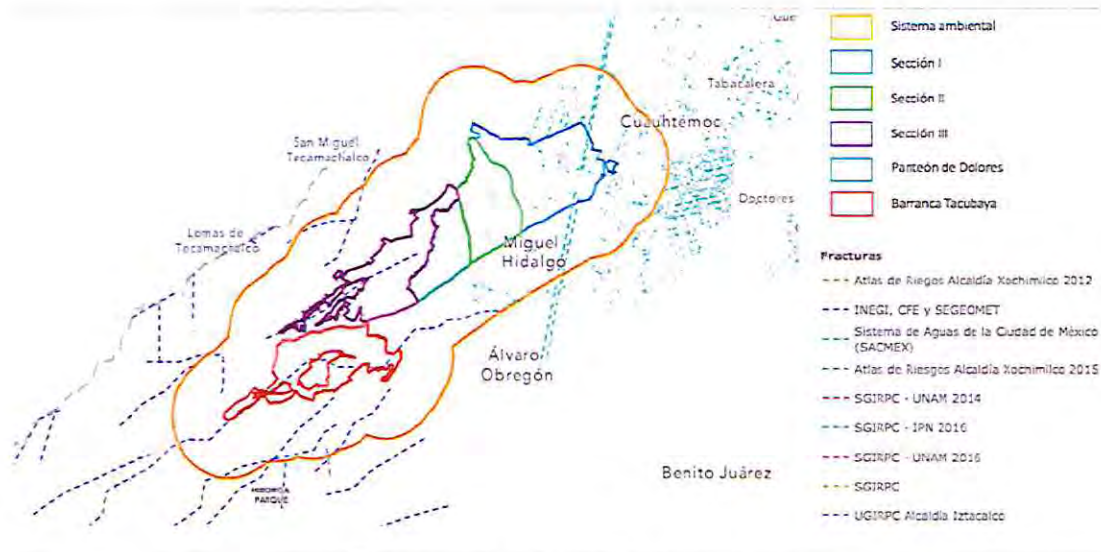 Cuauhtémoc
Tabacalera
Doctores
San Miguel
Tecamachalco
Lomas de
Tecamachalco
Miguel
Hidalgo
Álvaro
Obregón
Benito Juárez
PARQUE
Sistema ambiental
Sección I
Sección II
Sección III
Panteón de Dolores
Barranca Tacubaya
Fracturas
Atlas de Riegos Alcaldía Xochimilco 2012
INEGI, CFE y SEGEOMET
Sistema de Aguas de la Ciudad de México
(SACMEX)
Atlas de Riesgos Alcaldía Xochimilco 2015
SGIRPC - UNAM 2014
SGIRPC - IPN 2016
SGIRPC - UNAM 2016
SGIRPC
UGIRPC Alcaldía Iztacalco